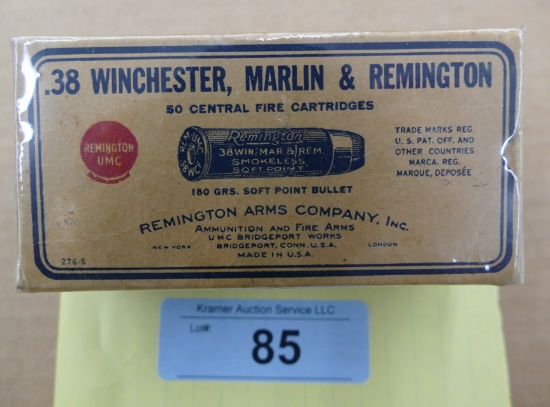 .38 WINCHESTER, MARLIN & REMINGTON
50 CENTRAL FIRE CARTRIDGES
REMINGTON
UMC
REM-UMC
Remington
38 WIN. MAR & REM.
SMOKELESS
SOFT POINT
TRADE MARKS REG.
U.S. PAT. OFF. AND
OTHER COUNTRIES
MARCA. REG.
MARQUE, DEPOSÉE
180 GRS. SOFT POINT BULLET
REMINGTON ARMS COMPANY, INC.
AMMUNITION AND FIRE ARMS
UMC BRIDGEPORT WORKS
NEW YORK BRIDGEPORT, CONN. U.S.A. LONDON
MADE IN U.S.A.
276-S
Kramer Auction Service LLC
Lot#:
85